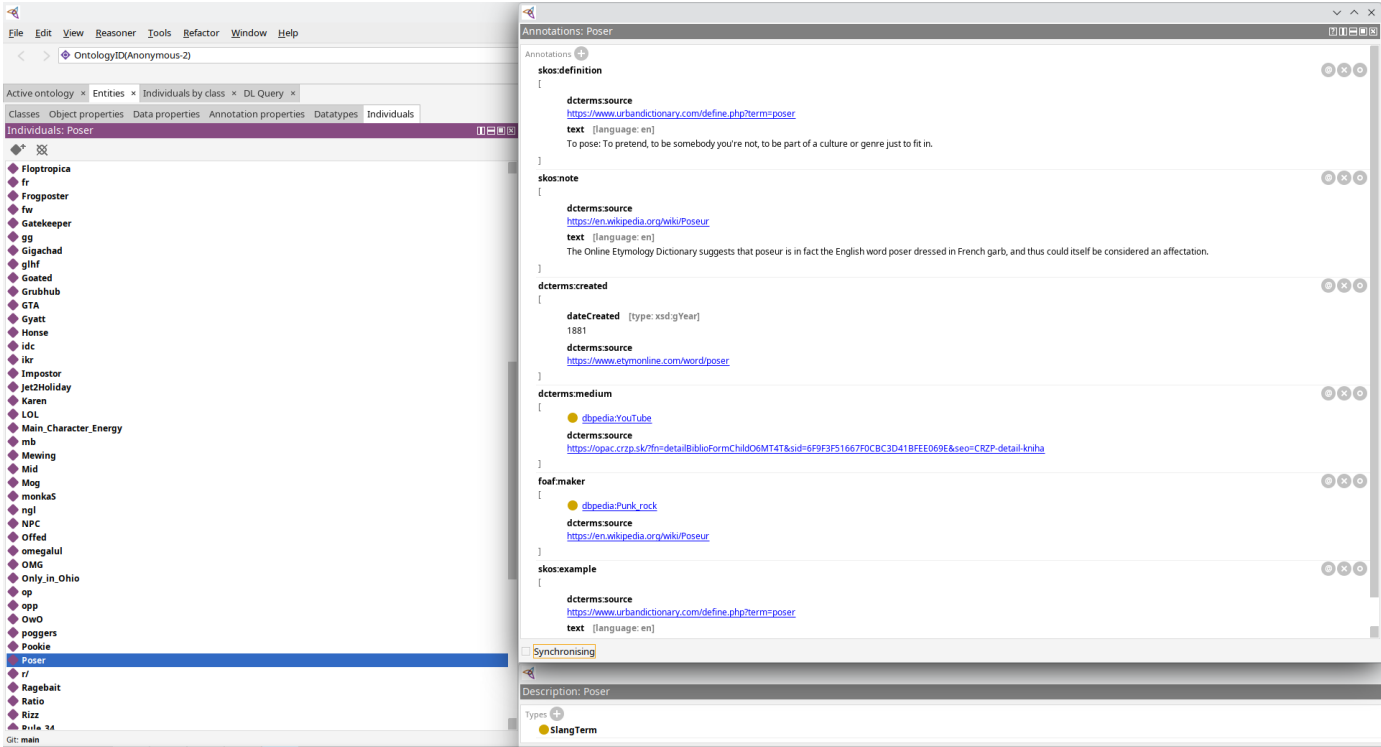 File Edit View Reasoner Tools Refactor Window Help
OntologyID(Anonymous-2)
Active ontology × Entities × Individuals by class × DL Query ×
Classes Object properties Data properties Annotation properties Datatypes Individuals
Individuals: Poser
Floptropica
fr
Frogposter
fw
Gatekeeper
gg
Gigachad
glhf
Goated
Grubhub
GTA
Gyatt
Honse
idc
ikr
Impostor
Jet2Holiday
Karen
LOL
Main_Character_Energy
mb
Mewing
Mid
Mog
monkaS
ngl
NPC
Offed
omegalul
OMG
Only_in_Ohio
op
opp
OwO
poggers
Pookie
Poser
r/
Ragebait
Ratio
Rizz
Rule_34
Git: main
Annotations: Poser
Annotations
skos:definition
[
dcterms:source
https://www.urbandictionary.com/define.php?term=poser
text [language: en]
To pose: To pretend, to be somebody you're not, to be part of a culture or genre just to fit in.
]
skos:note
[
dcterms:source
https://en.wikipedia.org/wiki/Poseur
text [language: en]
The Online Etymology Dictionary suggests that poseur is in fact the English word poser dressed in French garb, and thus could itself be considered an affectation.
]
dcterms:created
[
dateCreated [type: xsd:gYear]
1881
dcterms:source
https://www.etymonline.com/word/poser
]
dcterms:medium
[
dbpedia:YouTube
dcterms:source
https://opac.crzp.sk/?fn=detailBiblioFormChildO6MT4T&sid=6F9F3F51667F0CBC3D41BFEE069E&seo=CRZP-detail-kniha
]
foaf:maker
[
dbpedia:Punk_rock
dcterms:source
https://en.wikipedia.org/wiki/Poseur
]
skos:example
[
dcterms:source
https://www.urbandictionary.com/define.php?term=poser
text [language: en]
Synchronising
Description: Poser
Types
SlangTerm